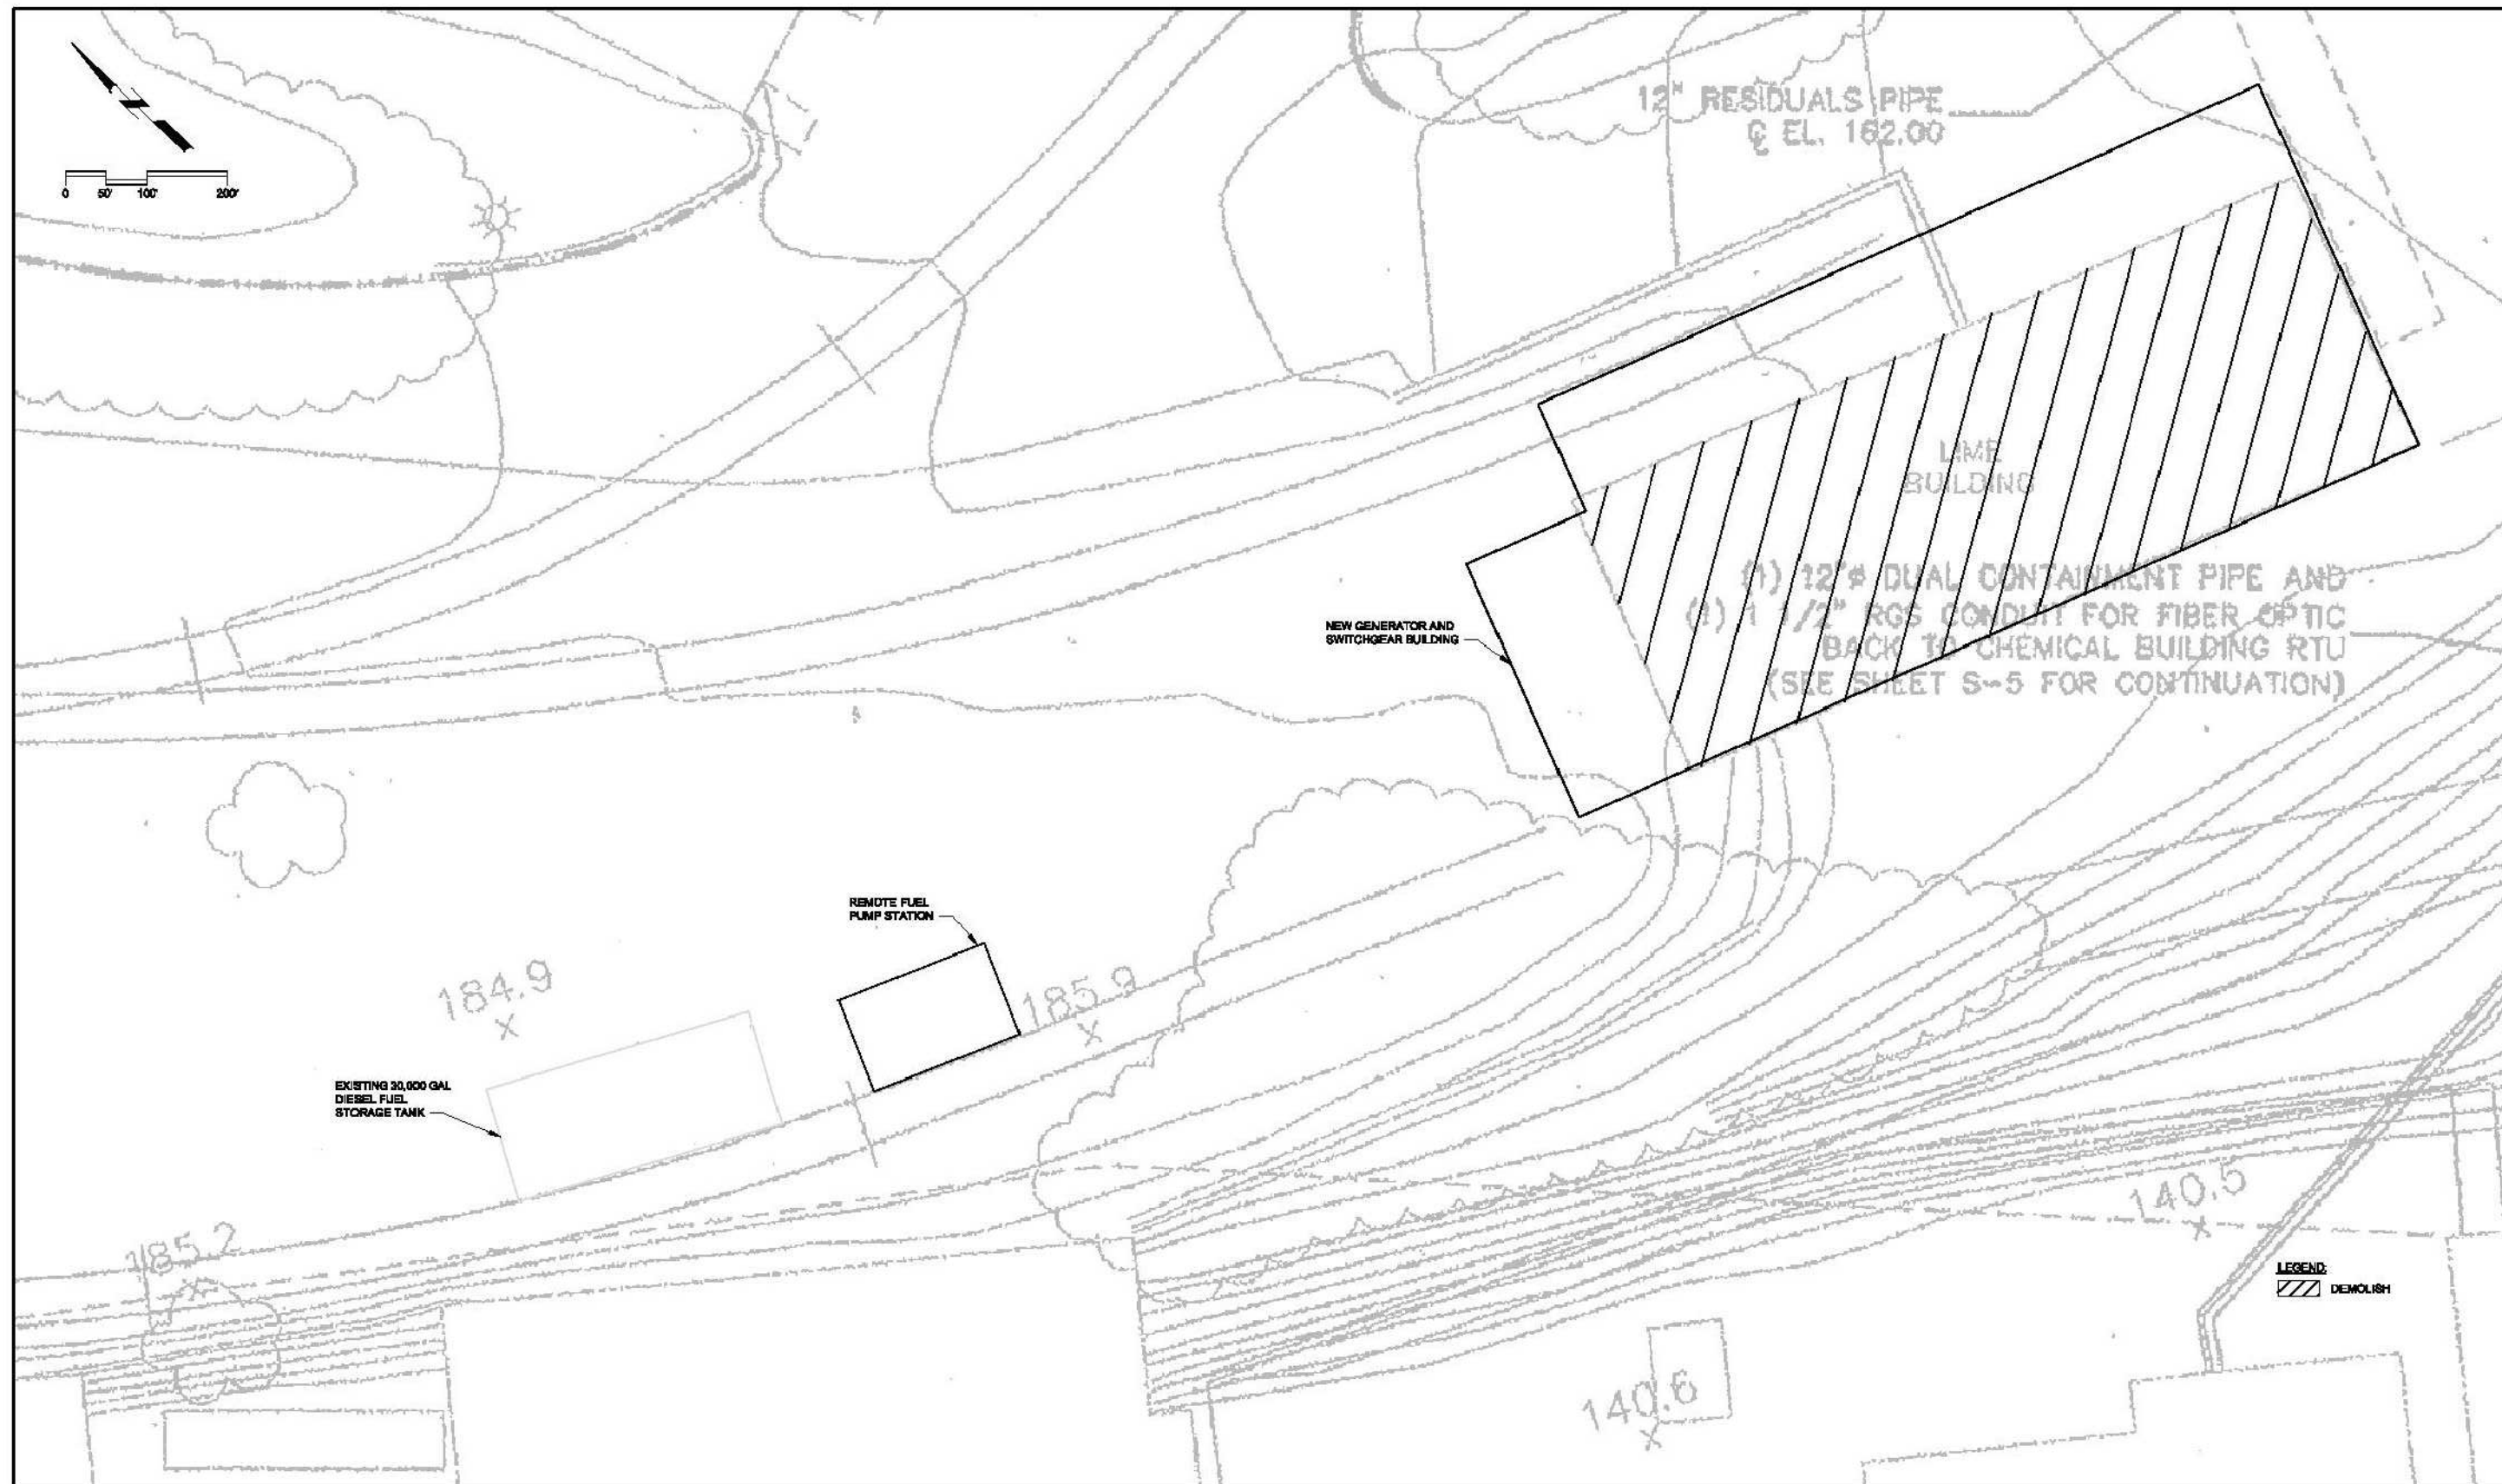 0 50' 100' 200'
12" RESIDUALS PIPE
℄ EL. 162.00
LIME
BUILDING
(1) 12"ø DUAL CONTAINMENT PIPE AND
(1) 1 1/2" RGS CONDUIT FOR FIBER OPTIC
BACK TO CHEMICAL BUILDING RTU
(SEE SHEET S-5 FOR CONTINUATION)
NEW GENERATOR AND
SWITCHGEAR BUILDING
REMOTE FUEL
PUMP STATION
184.9
185.9
EXISTING 30,000 GAL
DIESEL FUEL
STORAGE TANK
185.2
140.5
LEGEND:
DEMOLISH
140.6